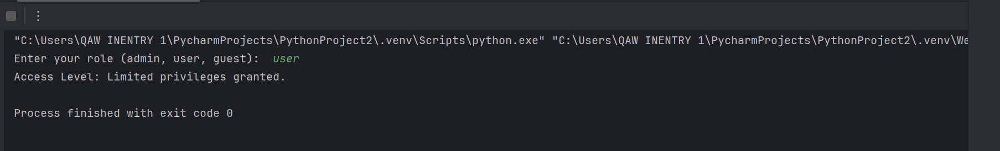 "C:\Users\QAW INENTRY 1\PycharmProjects\PythonProject2\.venv\Scripts\python.exe" "C:\Users\QAW INENTRY 1\PycharmProjects\PythonProject2\.venv\We
Enter your role (admin, user, guest):  user
Access Level: Limited privileges granted.
Process finished with exit code 0